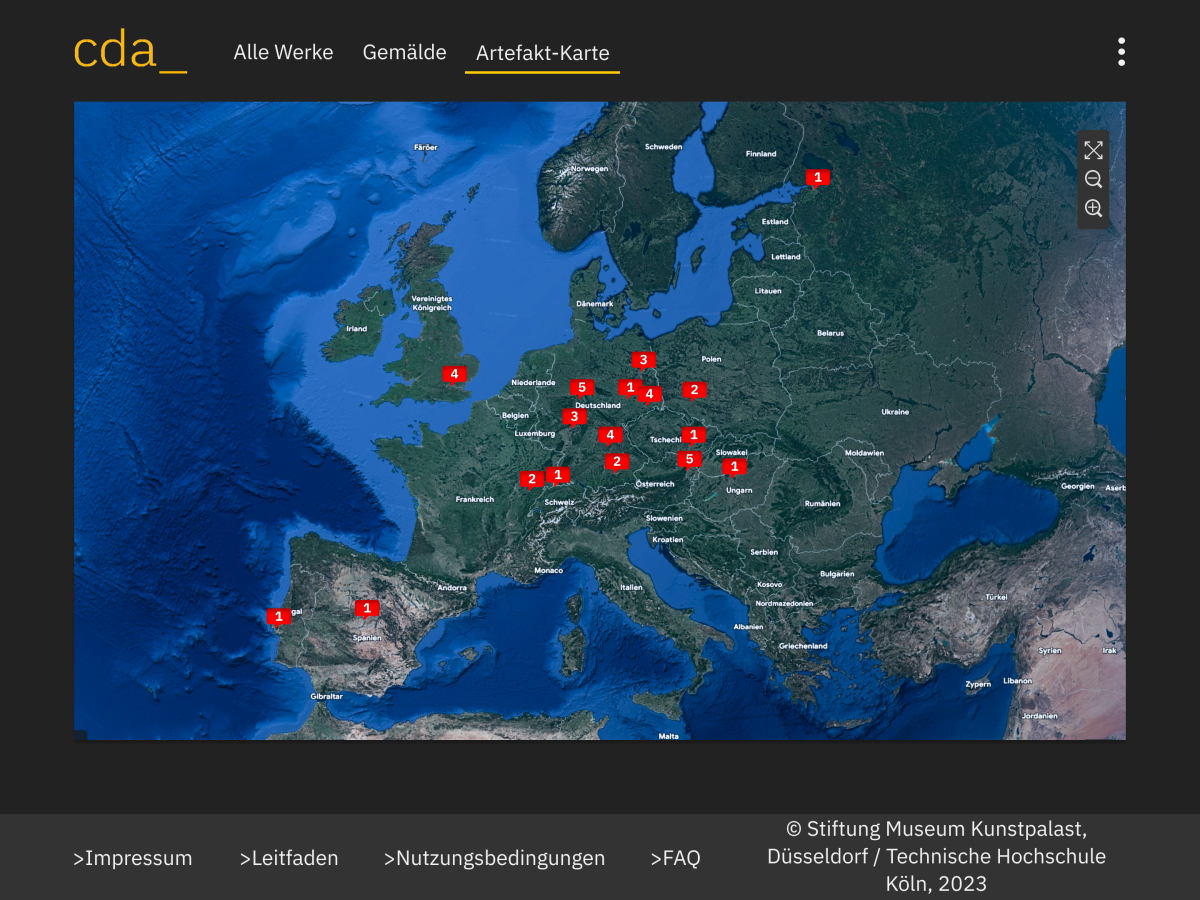 cda_
Alle Werke
Gemälde
Artefakt-Karte
Färöer
Schweden
Finnland
Norwegen
1
Estland
Lettland
Litauen
Vereinigtes
Königreich
Dänemark
Irland
Belarus
3
Polen
4
Niederlande
5
1
4
2
Deutschland
Belgien
3
Ukraine
Luxemburg
4
Tschechi
1
Slowakei
Moldawien
2
5
1
2
1
Österreich
Ungarn
Georgien
Aserb
Frankreich
Schweiz
Rumänien
Slowenien
Kroatien
Serbien
Monaco
Bulgarien
Andorra
Italien
Kosovo
Türkei
Nordmazedonien
1
gal
1
Albanien
Spanien
Griechenland
Syrien
Irak
Zypern
Libanon
Gibraltar
Jordanien
Malta
>Impressum
>Leitfaden
>Nutzungsbedingungen
>FAQ
© Stiftung Museum Kunstpalast,
Düsseldorf / Technische Hochschule
Köln, 2023